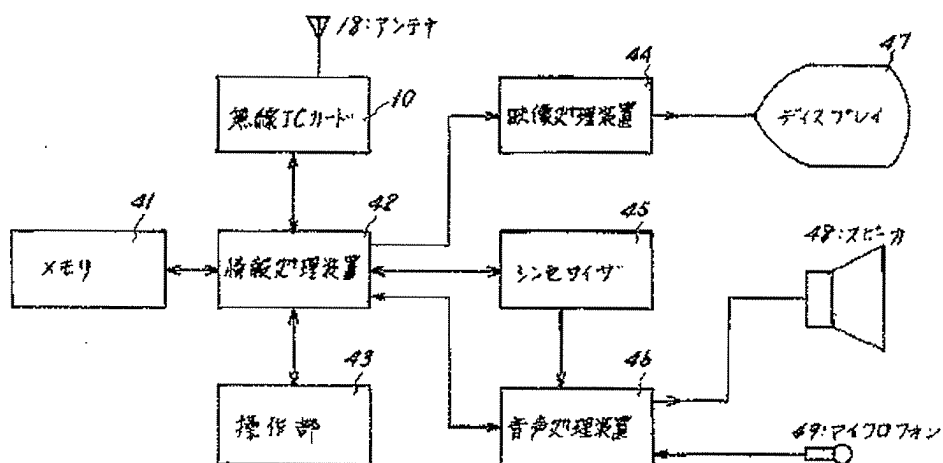 18:アンテナ
無線ICカード
10
44
映像処理装置
47
ディスプレイ
41
メモリ
42
情報処理装置
45
シンセサイザ
48:スピーカ
43
操作部
46
音声処理装置
49:マイクロフォン